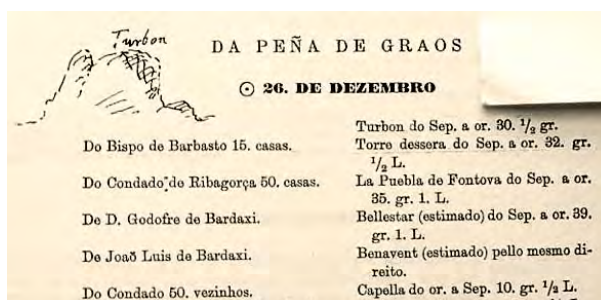 Turbon
DA PEÑA DE GRAOS
⊙ 26. DE DEZEMBRO
Turbon do Sep. a or. 30. 1/2 gr.
Do Bispo de Barbasto 15. casas.
Torre dessera do Sep. a or. 32. gr.
1/2 L.
Do Condado de Ribagorça 50. casas.
La Puebla de Fontova do Sep. a or.
35. gr. 1. L.
De D. Godofre de Bardaxi.
Bellestar (estimado) do Sep. a or. 39.
gr. 1. L.
De Joaõ Luis de Bardaxi.
Benavent (estimado) pello mesmo di-
reito.
Do Condado 50. vezinhos.
Capella do or. a Sep. 10. gr. 1/2 L.